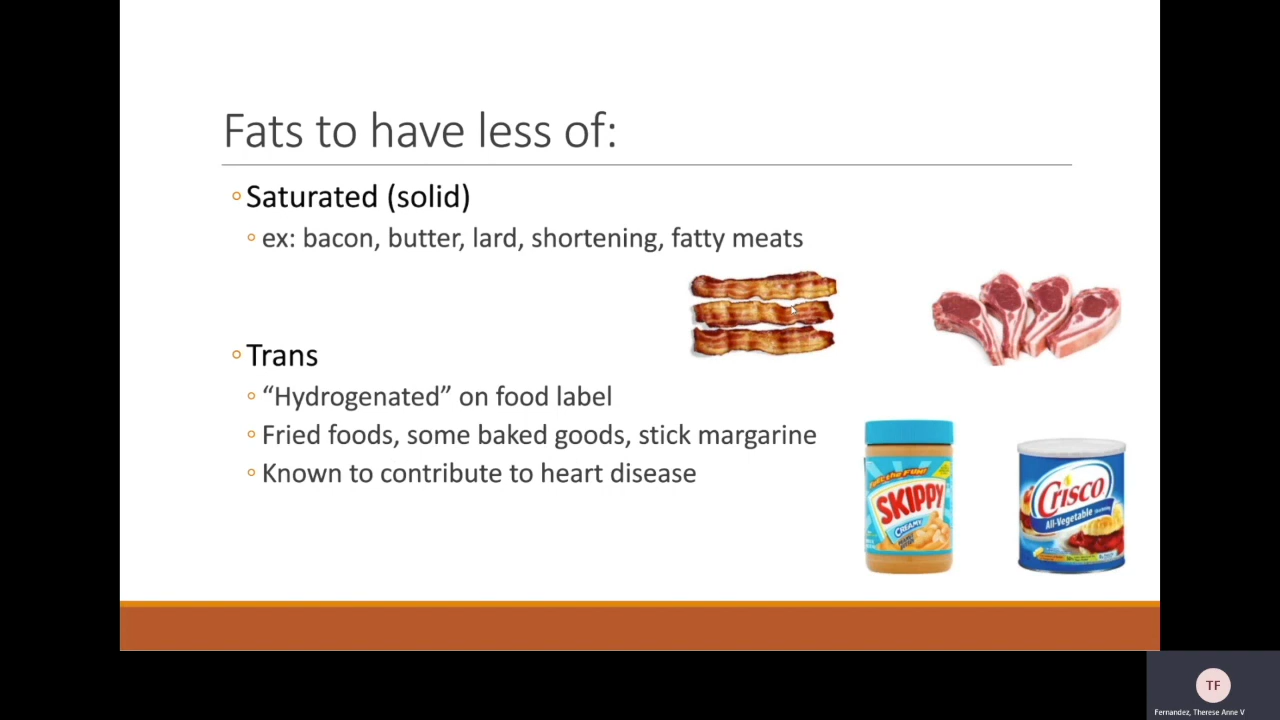 Fats to have less of:
Saturated (solid)
ex: bacon, butter, lard, shortening, fatty meats
Trans
“Hydrogenated” on food label
Fried foods, some baked goods, stick margarine
Known to contribute to heart disease
SKIPPY
CREAMY
Crisco
All-Vegetable
TF
Fernandez, Therese Anne V